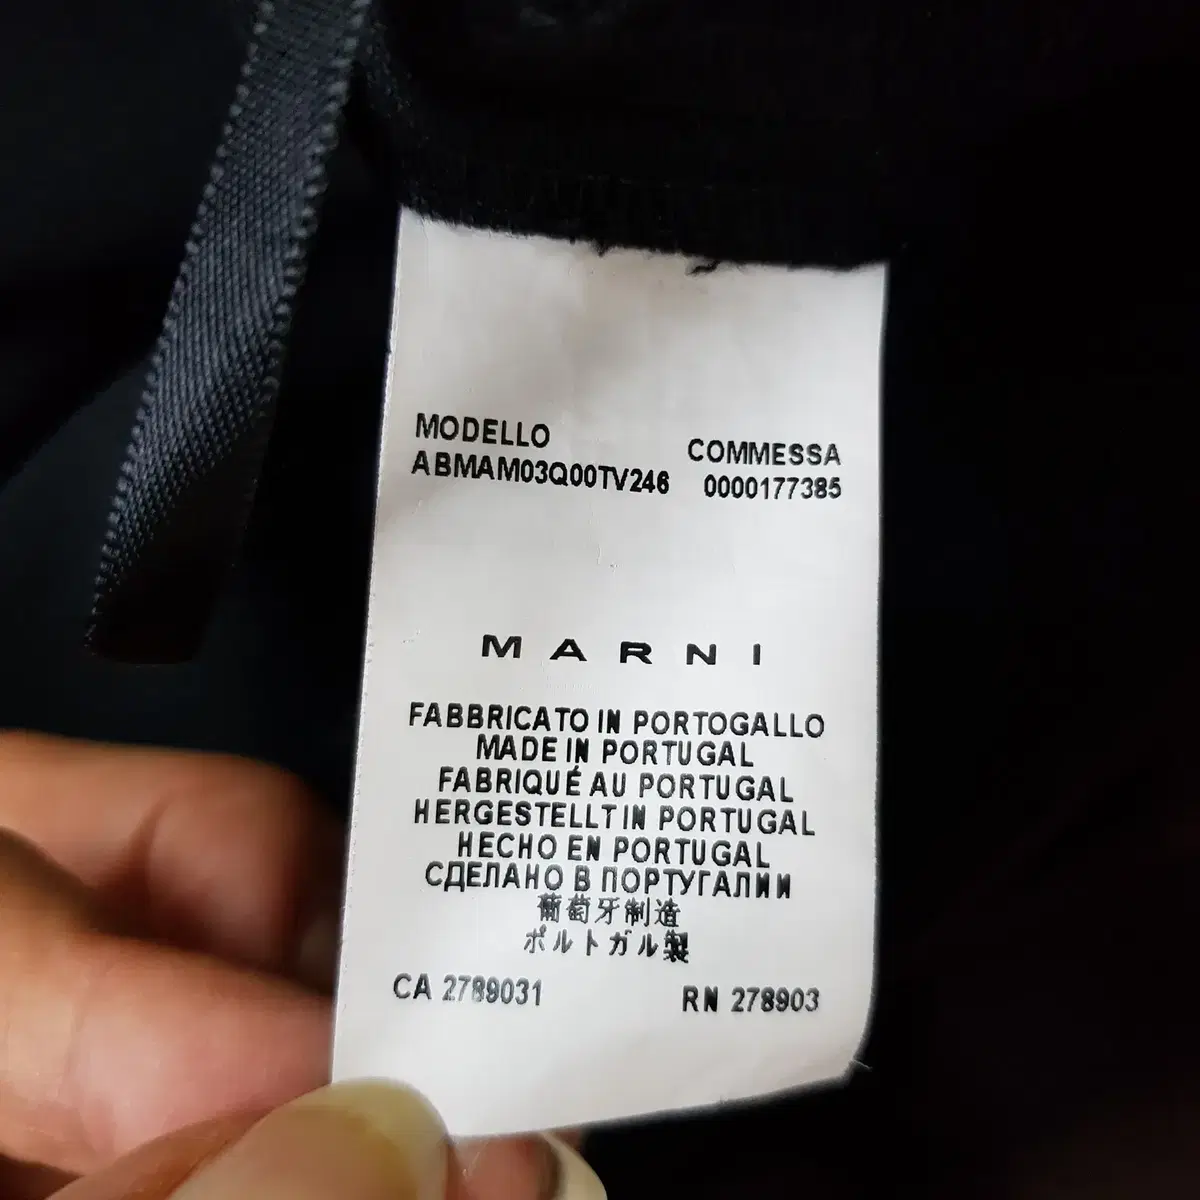 MODELLO COMMESSA
ABMAM03Q00TV246 0000177385
MARNI
FABBRICATO IN PORTOGALLO
MADE IN PORTUGAL
FABRIQUÉ AU PORTUGAL
HERGESTELLT IN PORTUGAL
HECHO EN PORTUGAL
СДЕЛАНО В ПОРТУГАЛИИ
葡萄牙制造
ポルトガル製
CA 2789031 RN 278903